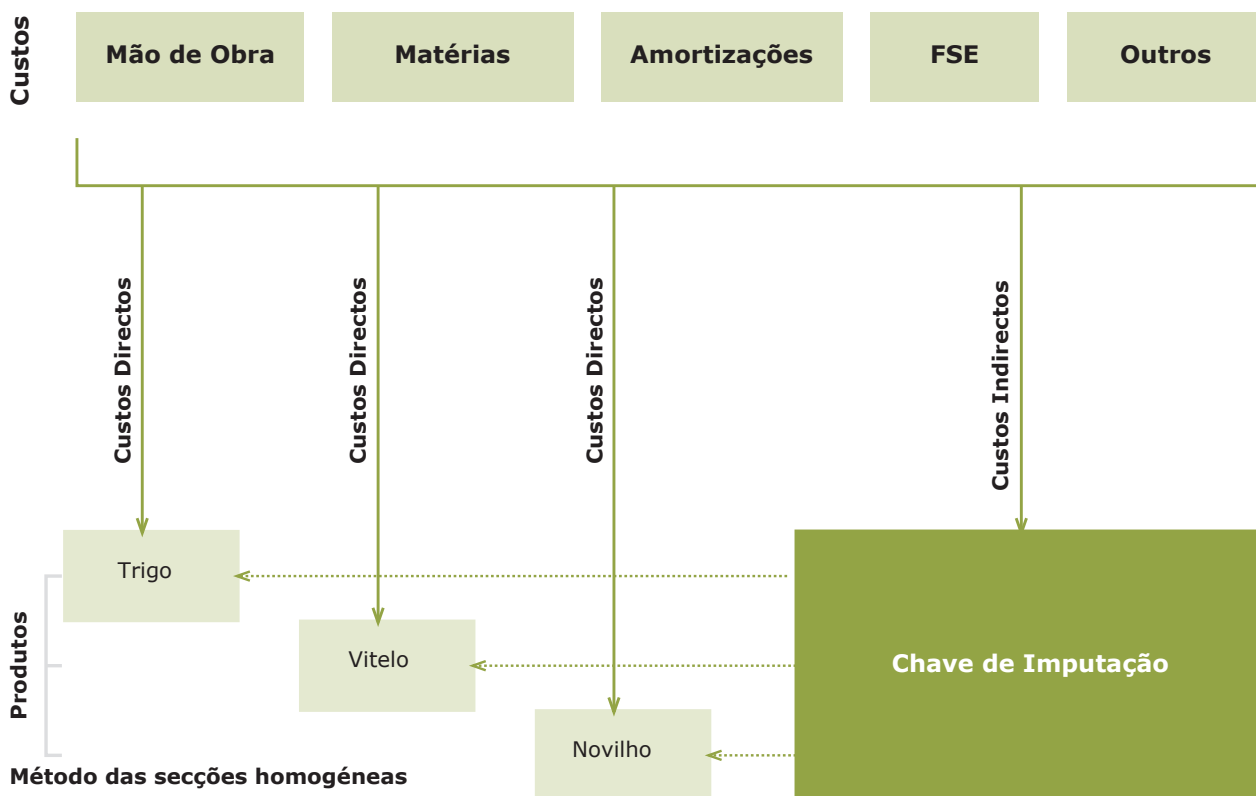 Custos
Mão de Obra
Matérias
Amortizações
FSE
Outros
Custos Directos
Custos Directos
Custos Directos
Custos Indirectos
Produtos
Trigo
Vitelo
Novilho
Chave de Imputação
Método das secções homogéneas